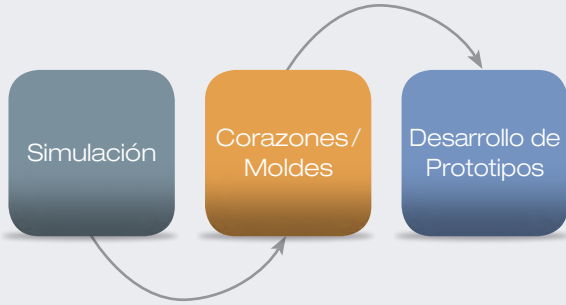 Simulación
Corazones/
Moldes
Desarrollo de
Prototipos